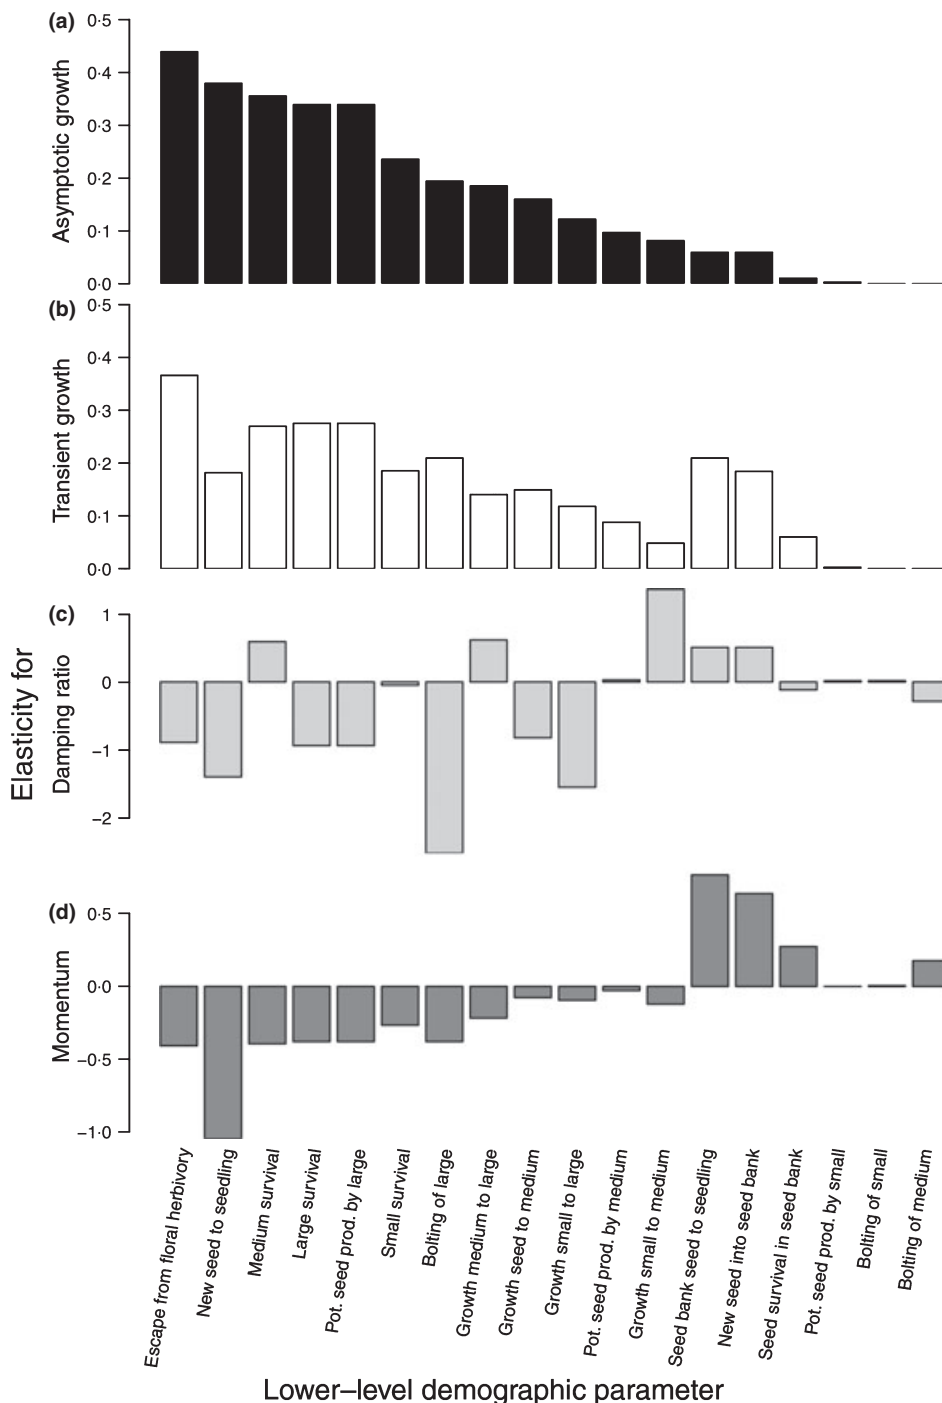 (a)
Asymptotic growth
0·5
0·4
0·3
0·2
0·1
0·0
(b)
Transient growth
0·5
0·4
0·3
0·2
0·1
0·0
Elasticity for
(c)
Damping ratio
1
0
−1
−2
(d)
Momentum
0·5
0·0
−0·5
−1·0
Escape from floral herbivory
New seed to seedling
Medium survival
Large survival
Pot. seed prod. by large
Small survival
Bolting of large
Growth medium to large
Growth seed to medium
Growth small to large
Pot. seed prod. by medium
Growth small to medium
Seed bank seed to seedling
New seed into seed bank
Seed survival in seed bank
Pot. seed prod. by small
Bolting of small
Bolting of medium
Lower–level demographic parameter